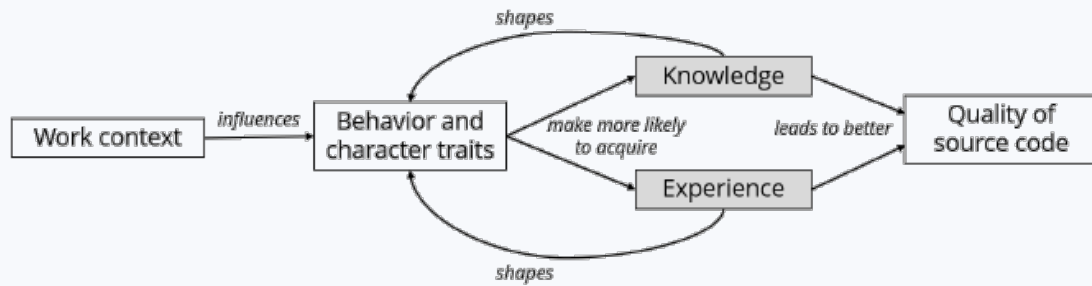 shapes
Knowledge
Work context
influences
Behavior and
character traits
make more likely
to acquire
leads to better
Quality of
source code
Experience
shapes